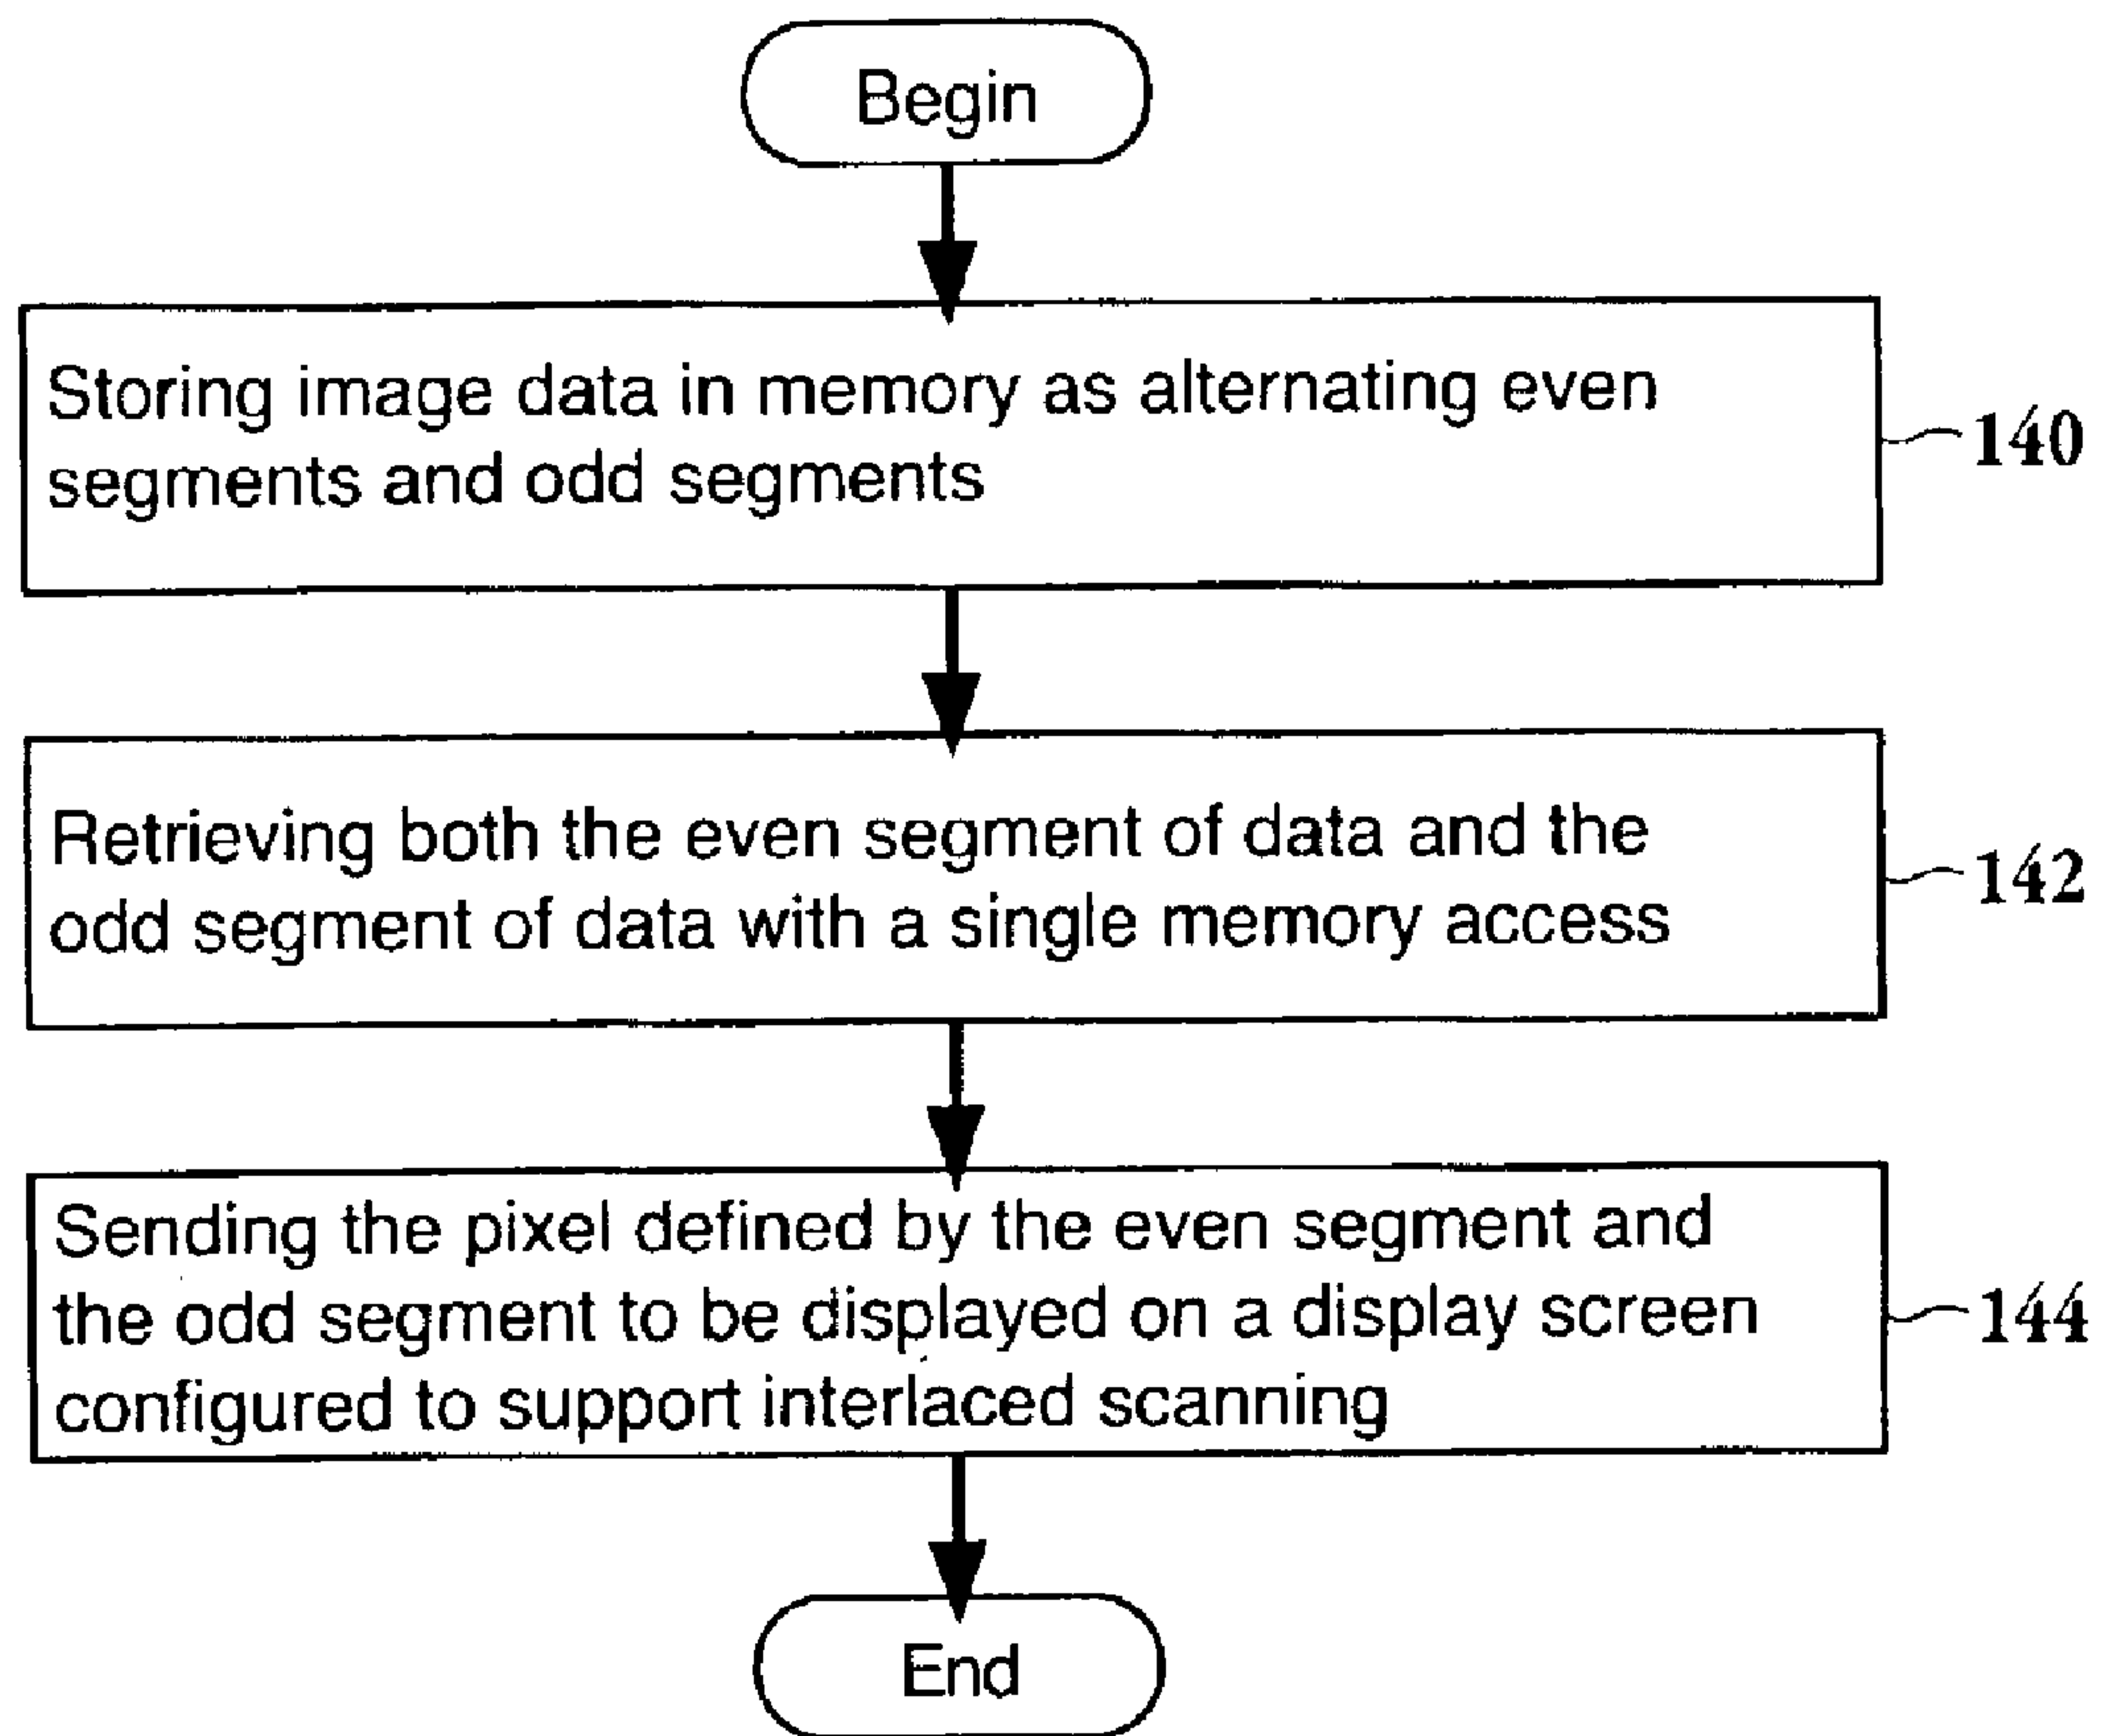 Begin
Storing image data in memory as alternating even
segments and odd segments
140
Retrieving both the even segment of data and the
odd segment of data with a single memory access
142
Sending the pixel defined by the even segment and
the odd segment to be displayed on a display screen
configured to support interlaced scanning
144
End